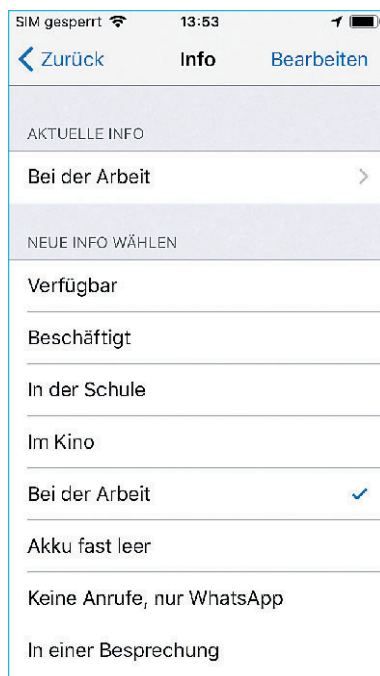 SIM gesperrt 13:53
Zurück Info Bearbeiten
AKTUELLE INFO
Bei der Arbeit
NEUE INFO WÄHLEN
Verfügbar
Beschäftigt
In der Schule
Im Kino
Bei der Arbeit
Akku fast leer
Keine Anrufe, nur WhatsApp
In einer Besprechung